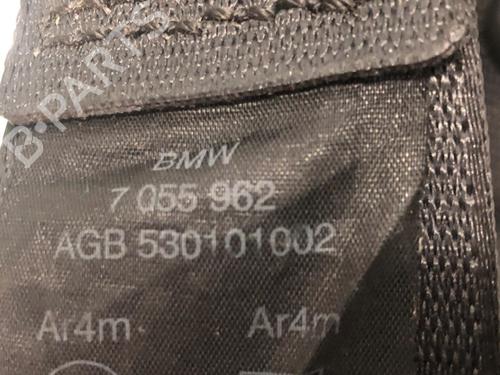 B-PARTS
BMW
7 055 962
AGB 530101002
Ar4m Ar4m